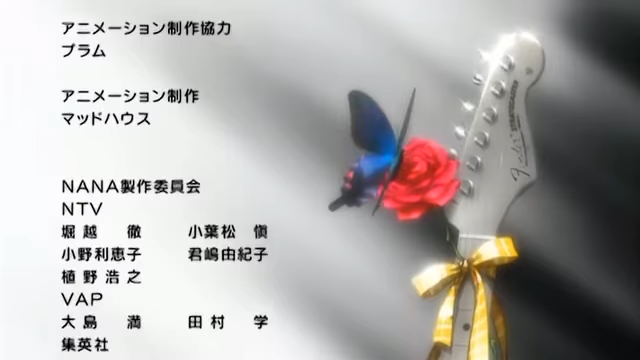 アニメーション制作協力
プラム
アニメーション制作
マッドハウス
NANA製作委員会
NTV
堀越 徹 小葉松 愼
小野利恵子 君嶋由紀子
植野浩之
VAP
大島 満 田村 学
集英社